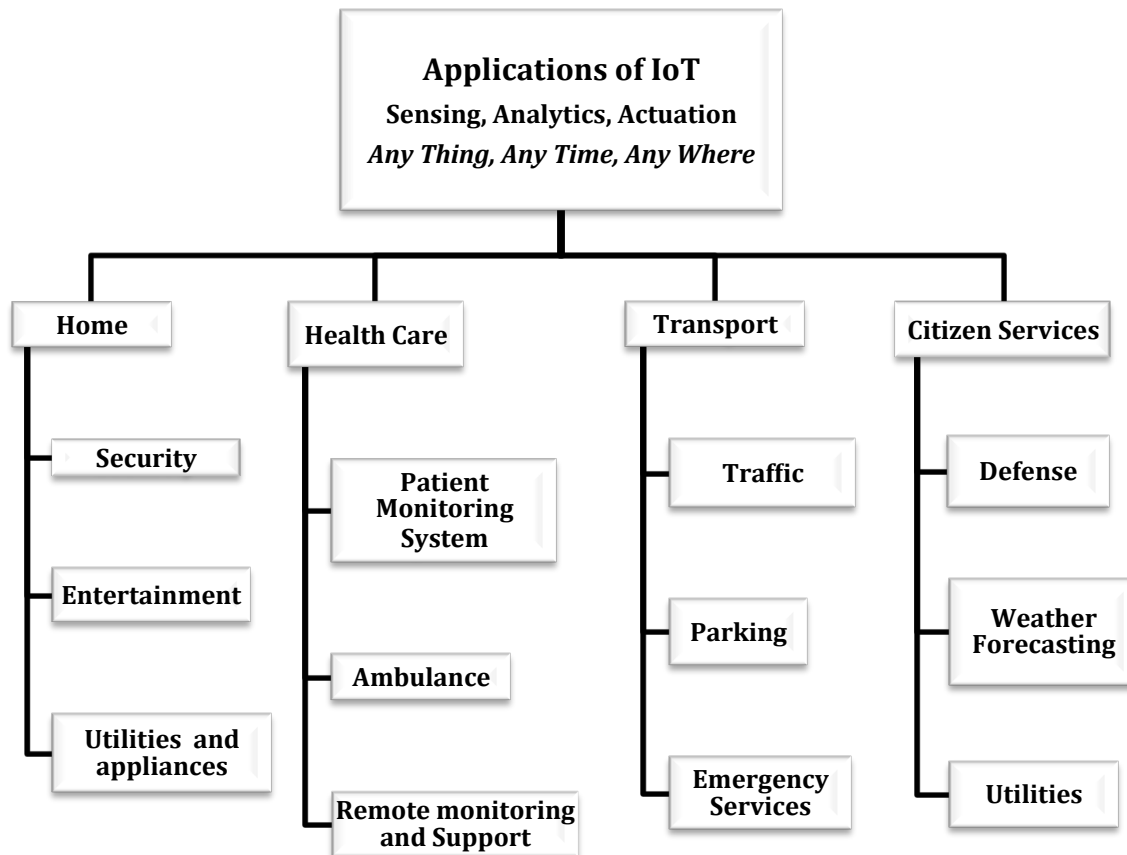 Applications of IoT
Sensing, Analytics, Actuation
Any Thing, Any Time, Any Where
Home
Security
Entertainment
Utilities and
appliances
Health Care
Patient
Monitoring
System
Ambulance
Remote monitoring
and Support
Transport
Traffic
Parking
Emergency
Services
Citizen Services
Defense
Weather
Forecasting
Utilities